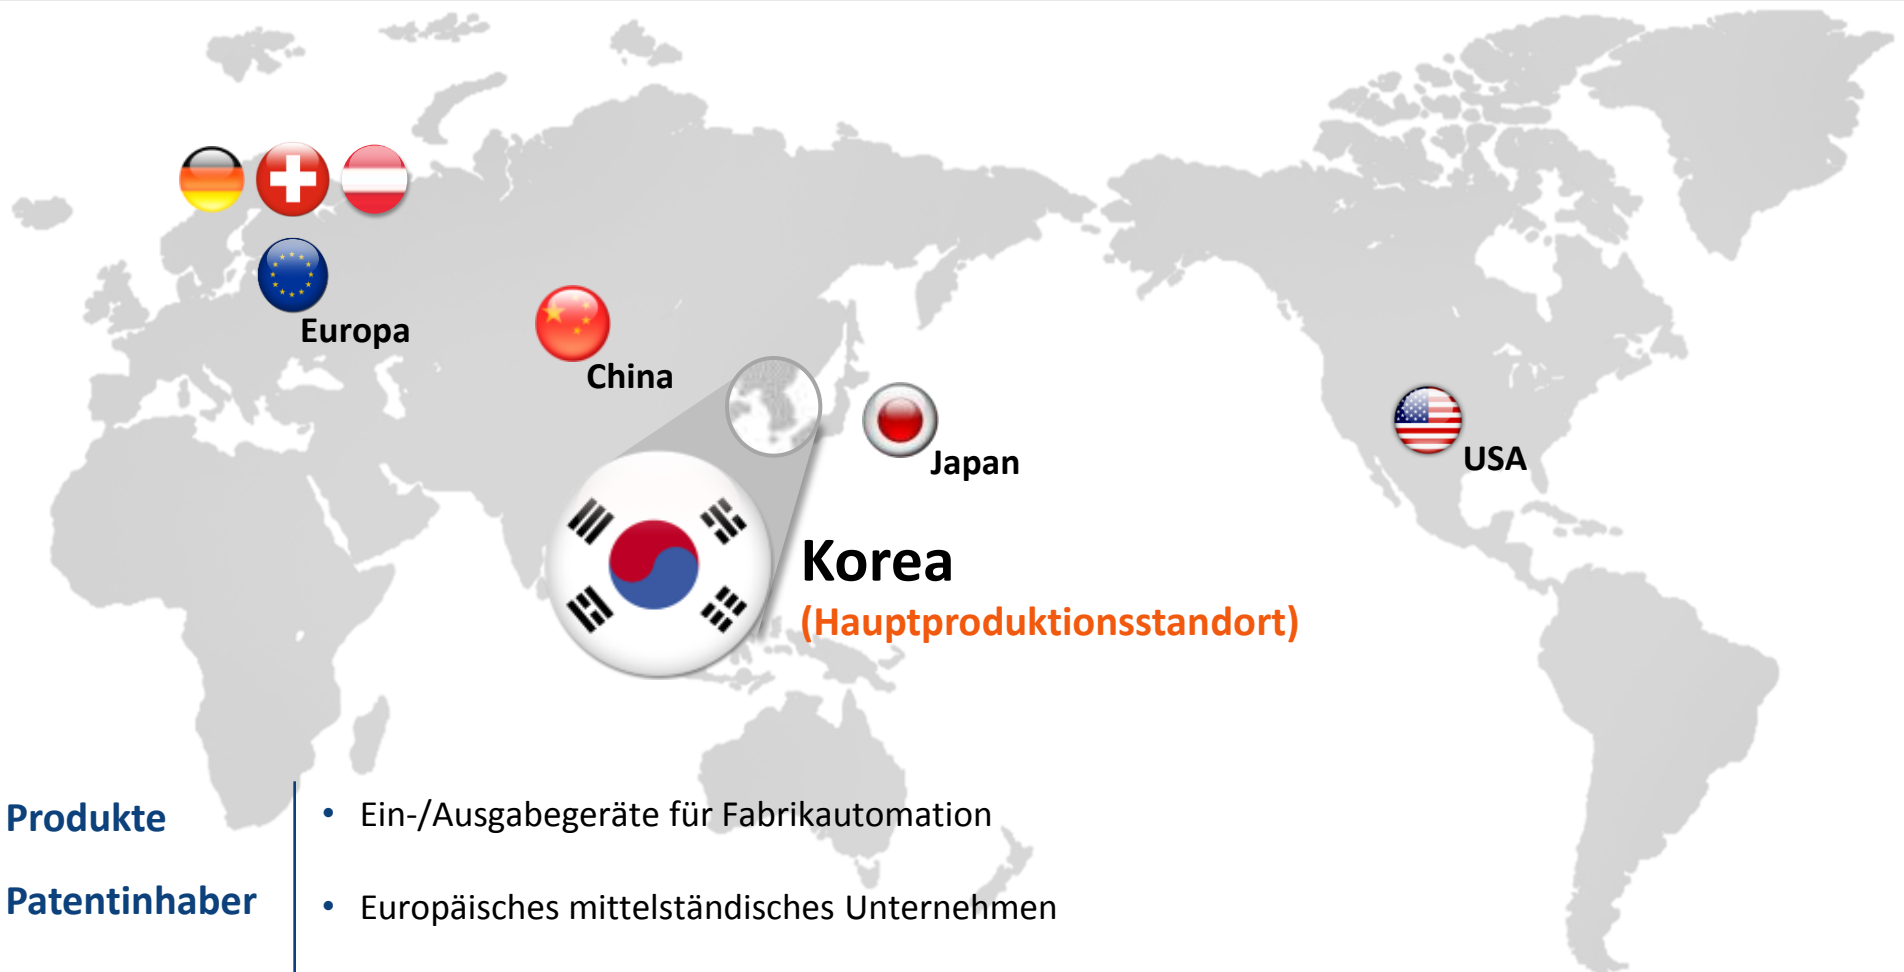 Europa
China
Japan
USA
Korea
(Hauptproduktionsstandort)
Produkte
• Ein-/Ausgabegeräte für Fabrikautomation
Patentinhaber
• Europäisches mittelständisches Unternehmen